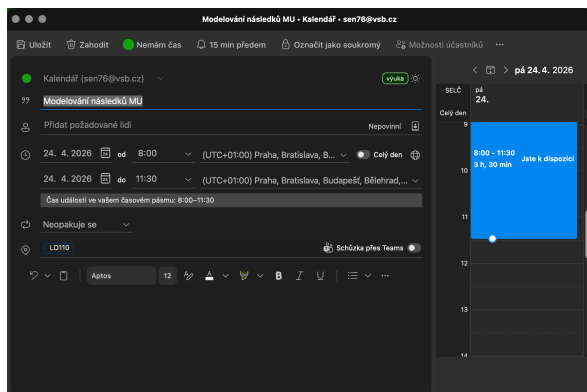 Modelování následků MU • Kalendář • sen76@vsb.cz
Uložit Zahodit Nemám čas 15 min předem Označit jako soukromý Možnosti účastníků ...
Kalendář (sen76@vsb.cz) výuka
Modelování následků MU
Přidat požadované lidi Nepovinní
24. 4. 2026 od 8:00 (UTC+01:00) Praha, Bratislava, B... Celý den
24. 4. 2026 do 11:30 (UTC+01:00) Praha, Bratislava, Budapešť, Bělehrad,...
Čas události ve vašem časovém pásmu: 8:00–11:30
Neopakuje se
LD110 Schůzka přes Teams
Aptos 12 A B I U ...
pá 24. 4. 2026
SELČ pá
24.
Celý den
9
8:00 - 11:30
3 h, 30 min
Jste k dispozici
10
11
12
13
14